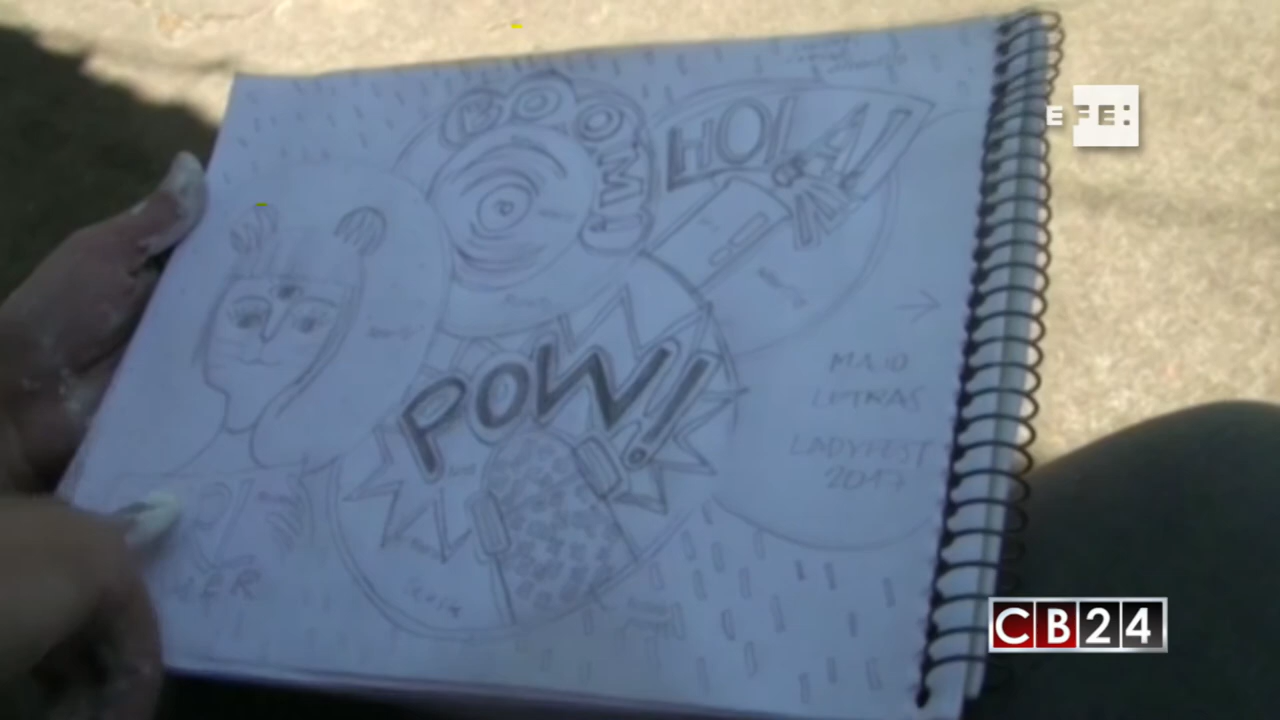 BOOM!
HOLA!
EFE:
POW!
MAJO
LETRAS
LADYFEST
2017
CB24